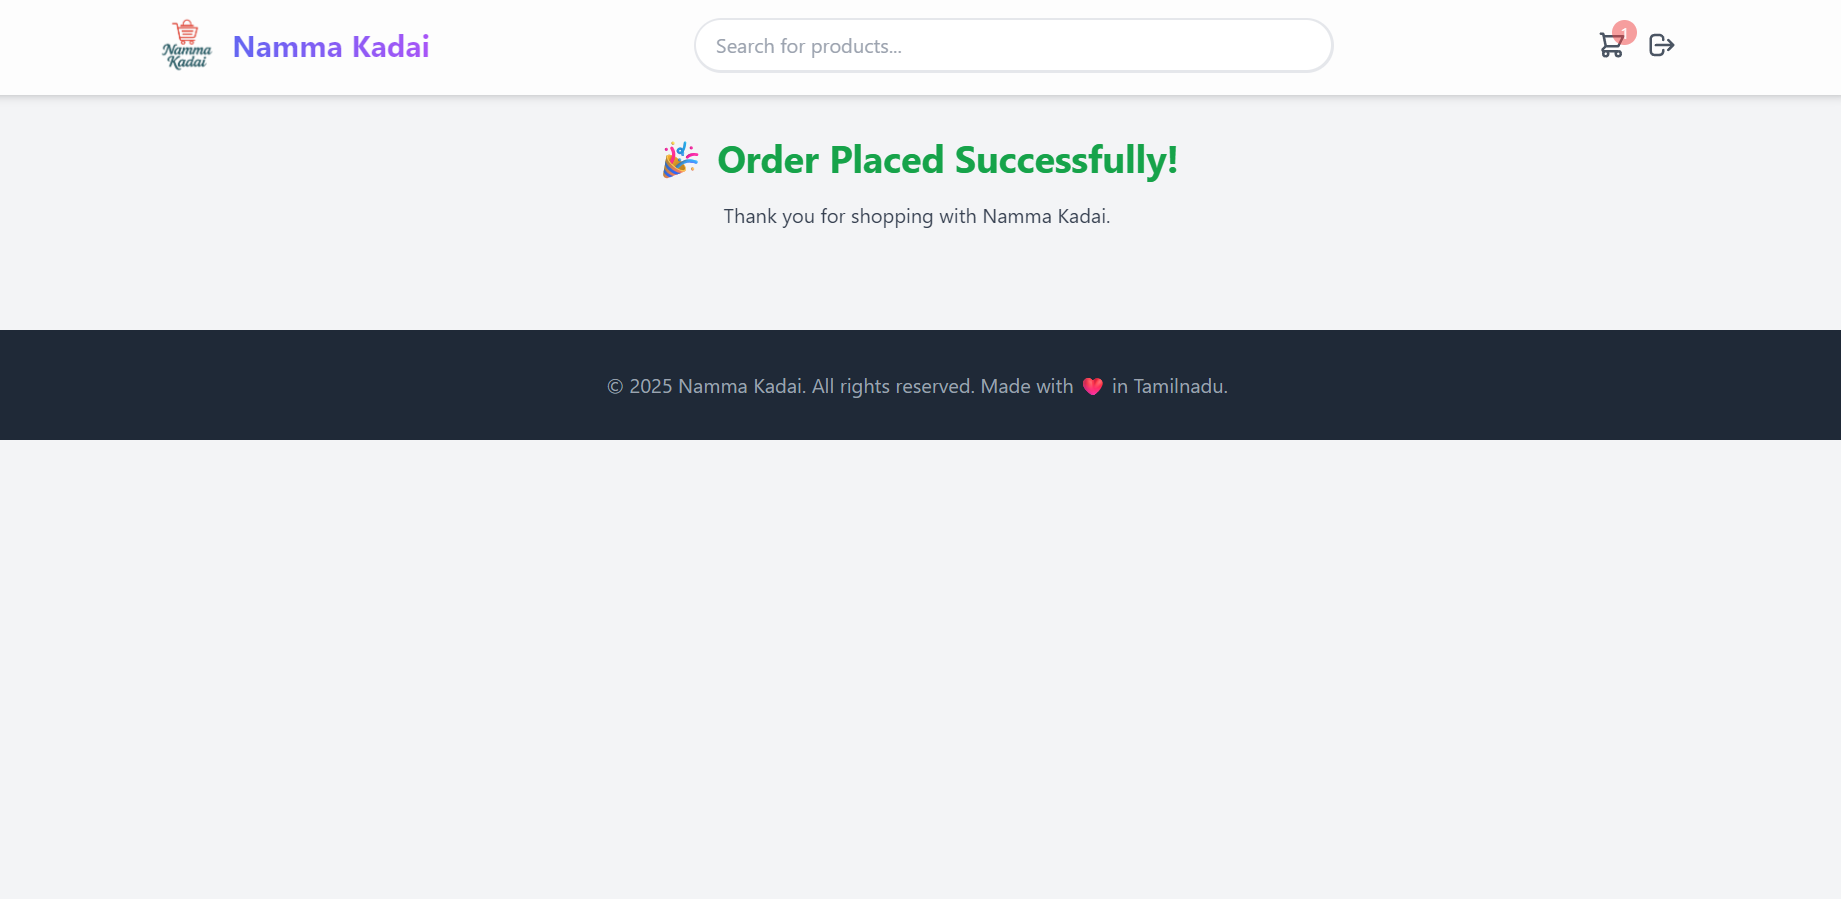 Namma
Kadai
Namma Kadai
Search for products...
1
🎉 Order Placed Successfully!
Thank you for shopping with Namma Kadai.
© 2025 Namma Kadai. All rights reserved. Made with ❤️ in Tamilnadu.